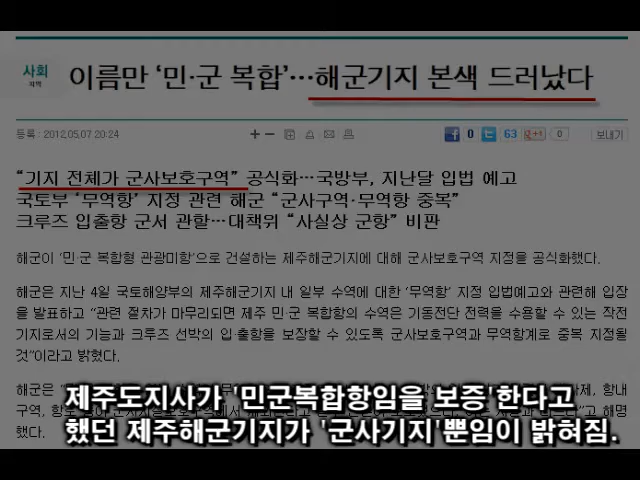 사회
지역
이름만 ‘민·군 복합’…해군기지 본색 드러났다
등록 : 2012.05.07 20:24
0
63
g+1
0
보내기
“기지 전체가 군사보호구역” 공식화…국방부, 지난달 입법 예고
국토부 ‘무역항’ 지정 관련 해군 “군사구역·무역항 중복”
크루즈 입출항 군서 관할…대책위 “사실상 군항” 비판
해군이 ‘민·군 복합형 관광미항’으로 건설하는 제주해군기지에 대해 군사보호구역 지정을 공식화했다.
해군은 지난 4일 국토해양부의 제주해군기지 내 일부 수역에 대한 ‘무역항’ 지정 입법예고와 관련해 입장
을 발표하고 “관련 절차가 마무리되면 제주 민·군 복합항의 수역은 기동전단 전력을 수용할 수 있는 작전
기지로서의 기능과 크루즈 선박의 입·출항을 보장할 수 있도록 군사보호구역과 무역항계로 중복 지정될
것”이라고 밝혔다.
해군은
제, 항내
구역,
고 해명
했다.
제주도지사가 '민군복합항임을 보증'한다고
했던 제주해군기지가 '군사기지'뿐임이 밝혀짐.